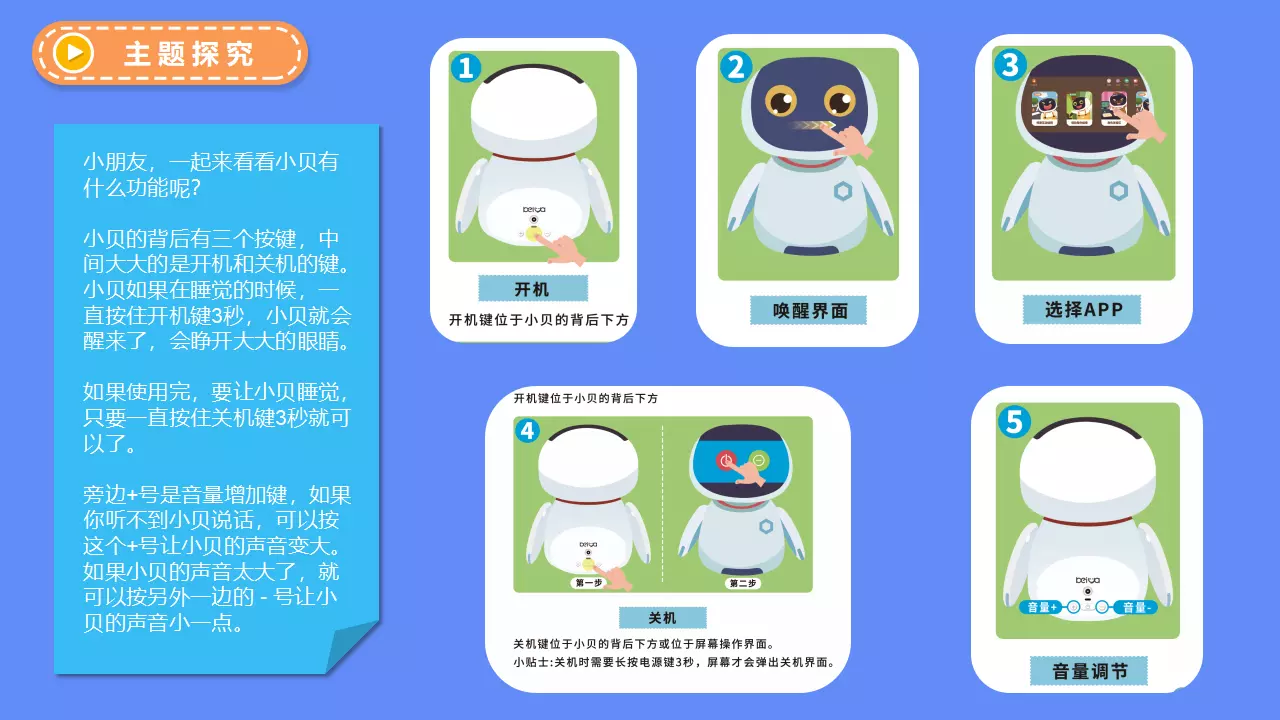 主题探究
小朋友，一起来看看小贝有
什么功能呢？
小贝的背后有三个按键，中
间大大的是开机和关机的键。
小贝如果在睡觉的时候，一
直按住开机键3秒，小贝就会
醒来了，会睁开大大的眼睛。
如果使用完，要让小贝睡觉，
只要一直按住关机键3秒就可
以了。
旁边+号是音量增加键，如果
你听不到小贝说话，可以按
这个+号让小贝的声音变大。
如果小贝的声音太大了，就
可以按另外一边的 - 号让小
贝的声音小一点。
1
beiya
开机
开机键位于小贝的背后下方
2
唤醒界面
3
选择APP
开机键位于小贝的背后下方
4
beiya
第一步
第二步
关机
关机键位于小贝的背后下方或位于屏幕操作界面。
小贴士:关机时需要长按电源键3秒，屏幕才会弹出关机界面。
5
beiya
音量+
音量-
音量调节